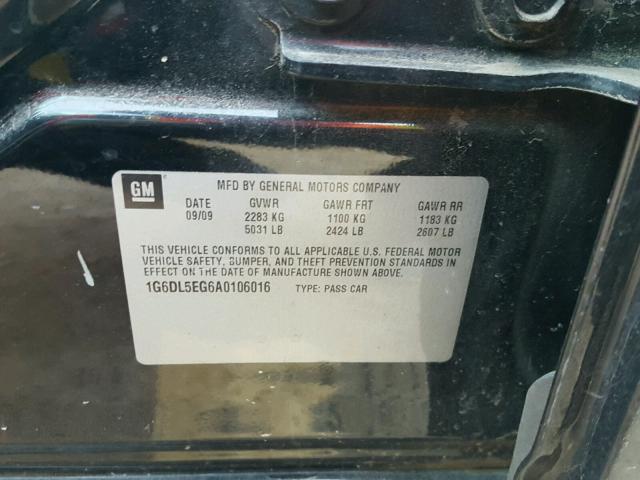 GM
MFD BY GENERAL MOTORS COMPANY
DATE GVWR GAWR FRT GAWR RR
09/09 2283 KG 1100 KG 1183 KG
5031 LB 2424 LB 2607 LB
THIS VEHICLE CONFORMS TO ALL APPLICABLE U.S. FEDERAL MOTOR
VEHICLE SAFETY, BUMPER, AND THEFT PREVENTION STANDARDS IN
EFFECT ON THE DATE OF MANUFACTURE SHOWN ABOVE.
1G6DL5EG6A0106016 TYPE: PASS CAR